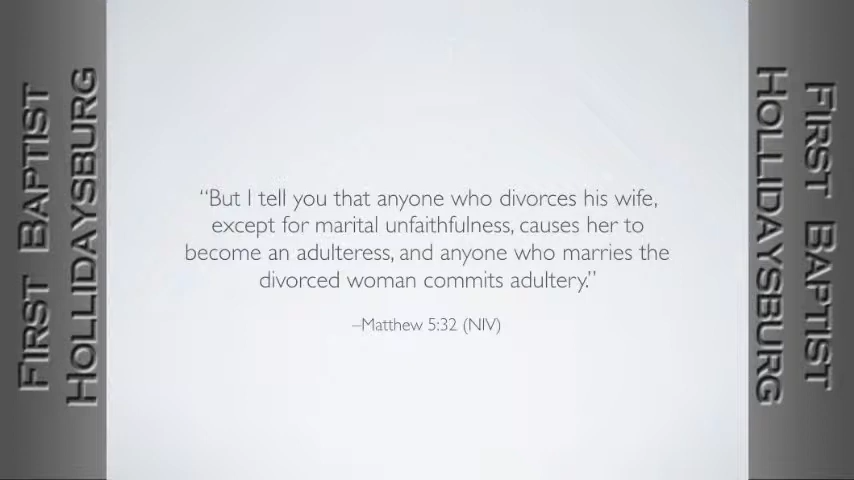 First Baptist
Hollidaysburg
“But I tell you that anyone who divorces his wife,
except for marital unfaithfulness, causes her to
become an adulteress, and anyone who marries the
divorced woman commits adultery.”
–Matthew 5:32 (NIV)
First Baptist
Hollidaysburg